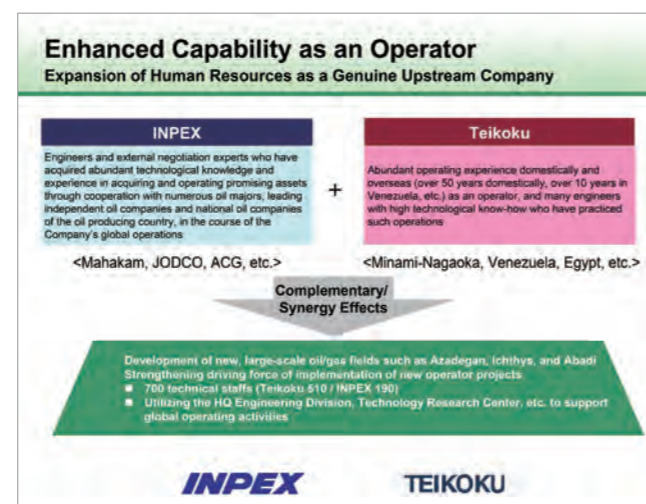 Enhanced Capability as an Operator
Expansion of Human Resources as a Genuine Upstream Company
INPEX
Engineers and external negotiation experts who have
acquired abundant technological knowledge and
experience in acquiring and operating promising assets
through cooperation with numerous oil majors, leading
independent oil companies and national oil companies
of the oil producing country, in the course of the
Company's global operations
+
Teikoku
Abundant operating experience domestically and
overseas (over 50 years domestically, over 10 years in
Venezuela, etc.) as an operator, and many engineers
with high technological know-how who have practiced
such operations
<Mahakam, JODCO, ACG, etc.>
<Minami-Nagaoka, Venezuela, Egypt, etc.>
Complementary/
Synergy Effects
Development of new, large-scale oil/gas fields such as Azadegan, Ichthys, and Abadi
Strengthening driving force of implementation of new operator projects
■ 700 technical staffs (Teikoku 510 / INPEX 190)
■ Utilizing the HQ Engineering Division, Technology Research Center, etc. to support
global operating activities
INPEX
TEIKOKU